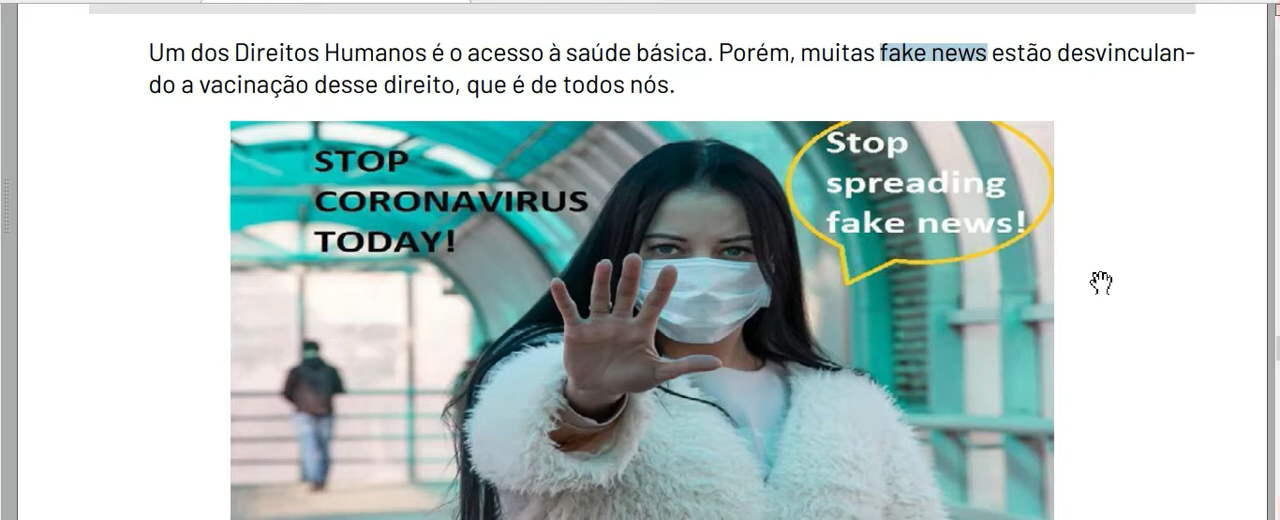 Um dos Direitos Humanos é o acesso à saúde básica. Porém, muitas fake news estão desvinculan-
do a vacinação desse direito, que é de todos nós.
STOP
CORONAVIRUS
TODAY!
Stop
spreading
fake news!